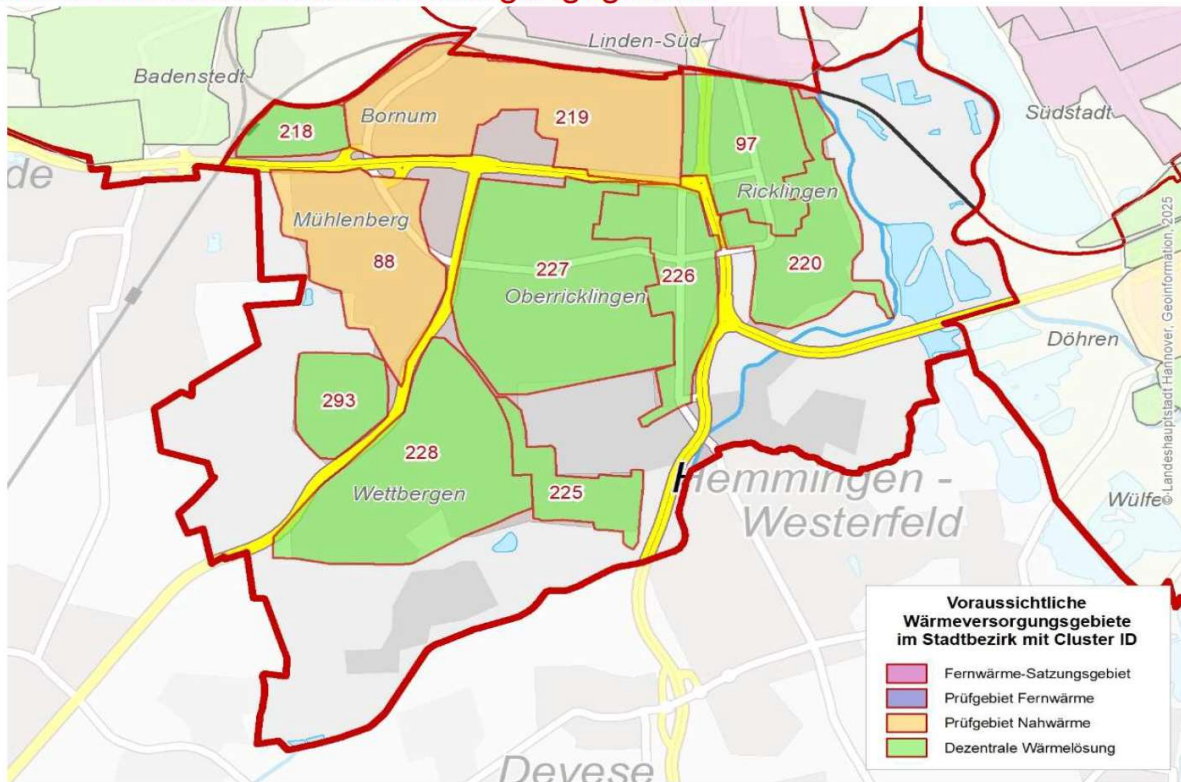 Linden-Süd
Badenstedt
Bornum
219
Südstadt
218
97
de
Ricklingen
Mühlenberg
88
227
226
220
Oberricklingen
Döhren
293
228
Wettbergen
225
Hemmingen -
Westerfeld
Wülfe
© Landeshauptstadt Hannover, Geoinformation, 2025
Voraussichtliche
Wärmeversorgungsgebiete
im Stadtbezirk mit Cluster ID
Fernwärme-Satzungsgebiet
Prüfgebiet Fernwärme
Prüfgebiet Nahwärme
Dezentrale Wärmelösung
Devese